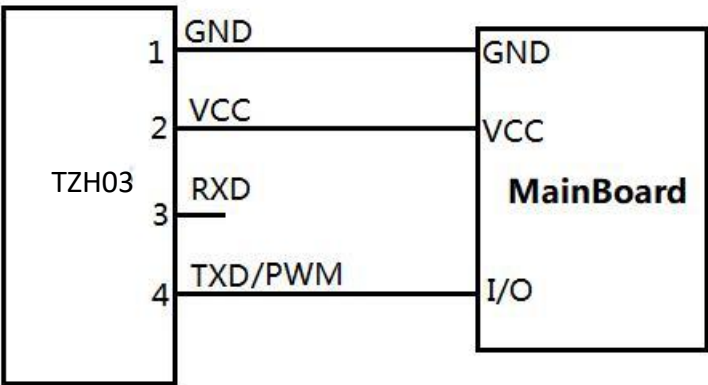 GND
1
GND
VCC
2
VCC
TZH03
RXD
MainBoard
3
TXD/PWM
4
I/O